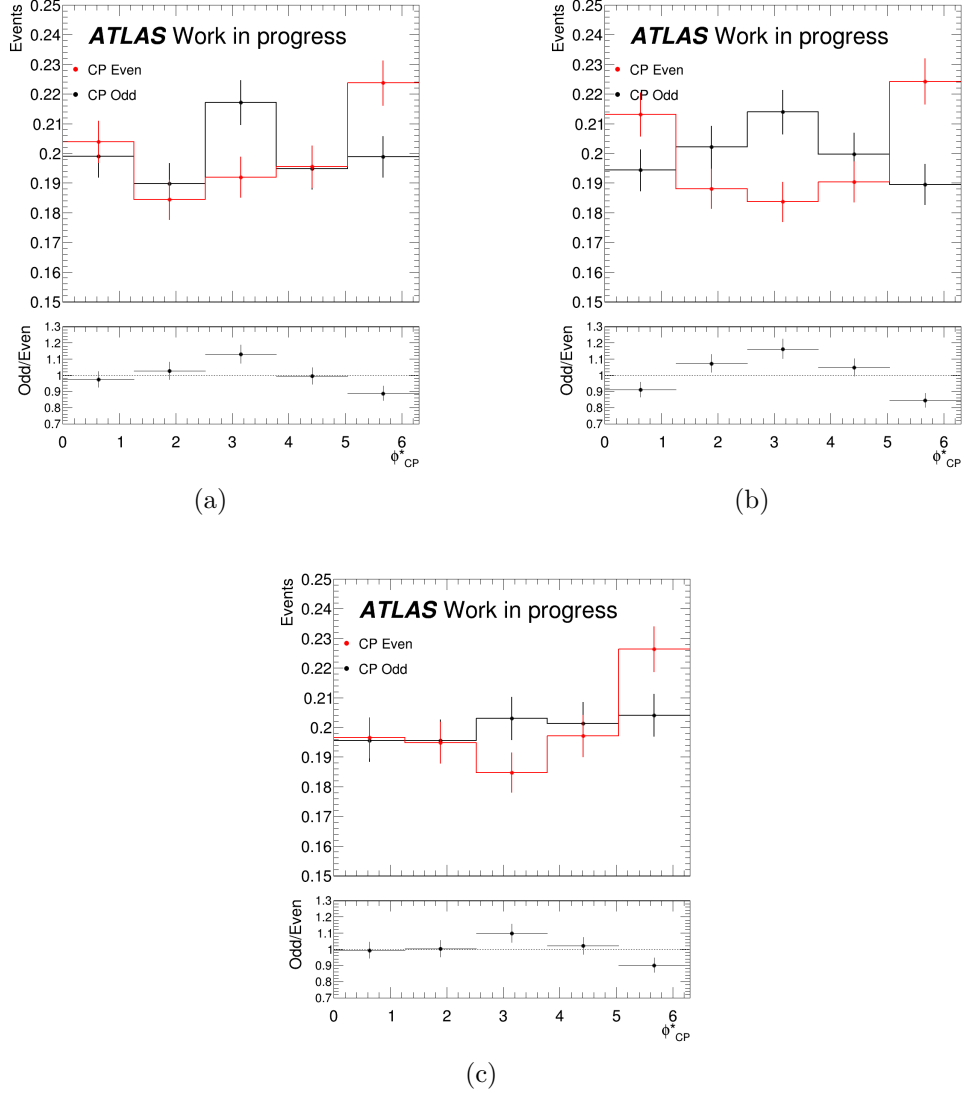 Events
ATLAS Work in progress
CP Even
CP Odd
0.25
0.24
0.23
0.22
0.21
0.2
0.19
0.18
0.17
0.16
0.15
Odd/Even
1.3
1.2
1.1
1
0.9
0.8
0.7
0 1 2 3 4 5 6
ϕ*CP
(a)
Events
ATLAS Work in progress
CP Even
CP Odd
0.25
0.24
0.23
0.22
0.21
0.2
0.19
0.18
0.17
0.16
0.15
Odd/Even
1.3
1.2
1.1
1
0.9
0.8
0.7
0 1 2 3 4 5 6
ϕ*CP
(b)
Events
ATLAS Work in progress
CP Even
CP Odd
0.25
0.24
0.23
0.22
0.21
0.2
0.19
0.18
0.17
0.16
0.15
Odd/Even
1.3
1.2
1.1
1
0.9
0.8
0.7
0 1 2 3 4 5 6
ϕ*CP
(c)